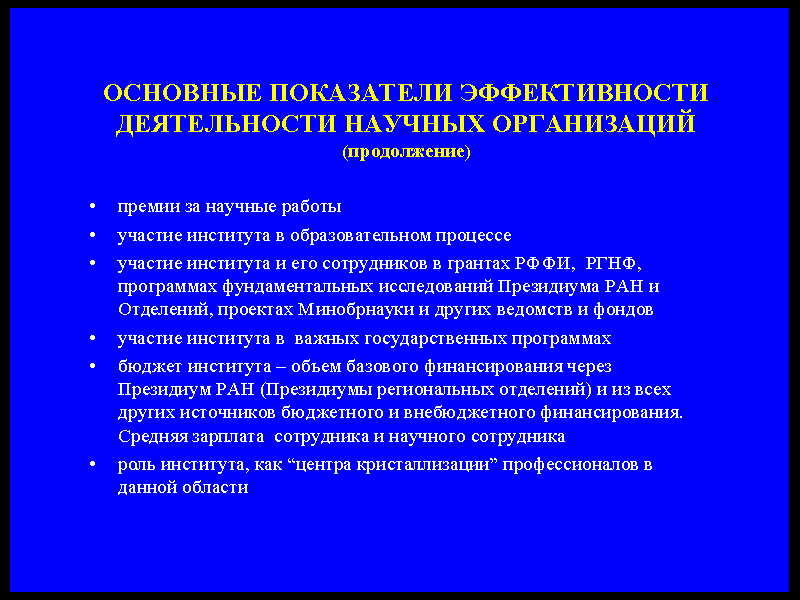 ОСНОВНЫЕ ПОКАЗАТЕЛИ ЭФФЕКТИВНОСТИ
ДЕЯТЕЛЬНОСТИ НАУЧНЫХ ОРГАНИЗАЦИЙ
(продолжение)
• премии за научные работы
• участие института в образовательном процессе
• участие института и его сотрудников в грантах РФФИ, РГНФ,
программах фундаментальных исследований Президиума РАН и
Отделений, проектах Минобрнауки и других ведомств и фондов
• участие института в важных государственных программах
• бюджет института – объем базового финансирования через
Президиум РАН (Президиумы региональных отделений) и из всех
других источников бюджетного и внебюджетного финансирования.
Средняя зарплата сотрудника и научного сотрудника
• роль института, как “центра кристаллизации” профессионалов в
данной области